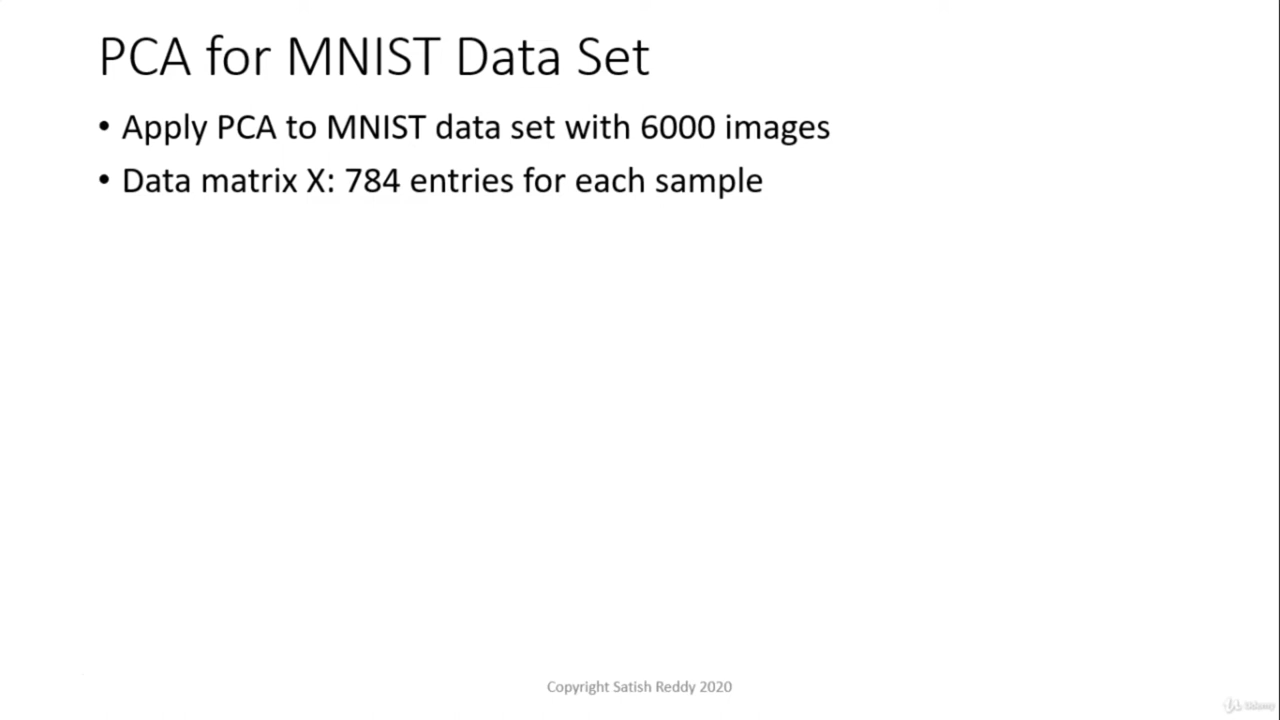 PCA for MNIST Data Set
• Apply PCA to MNIST data set with 6000 images
• Data matrix X: 784 entries for each sample
Copyright Satish Reddy 2020
Udemy